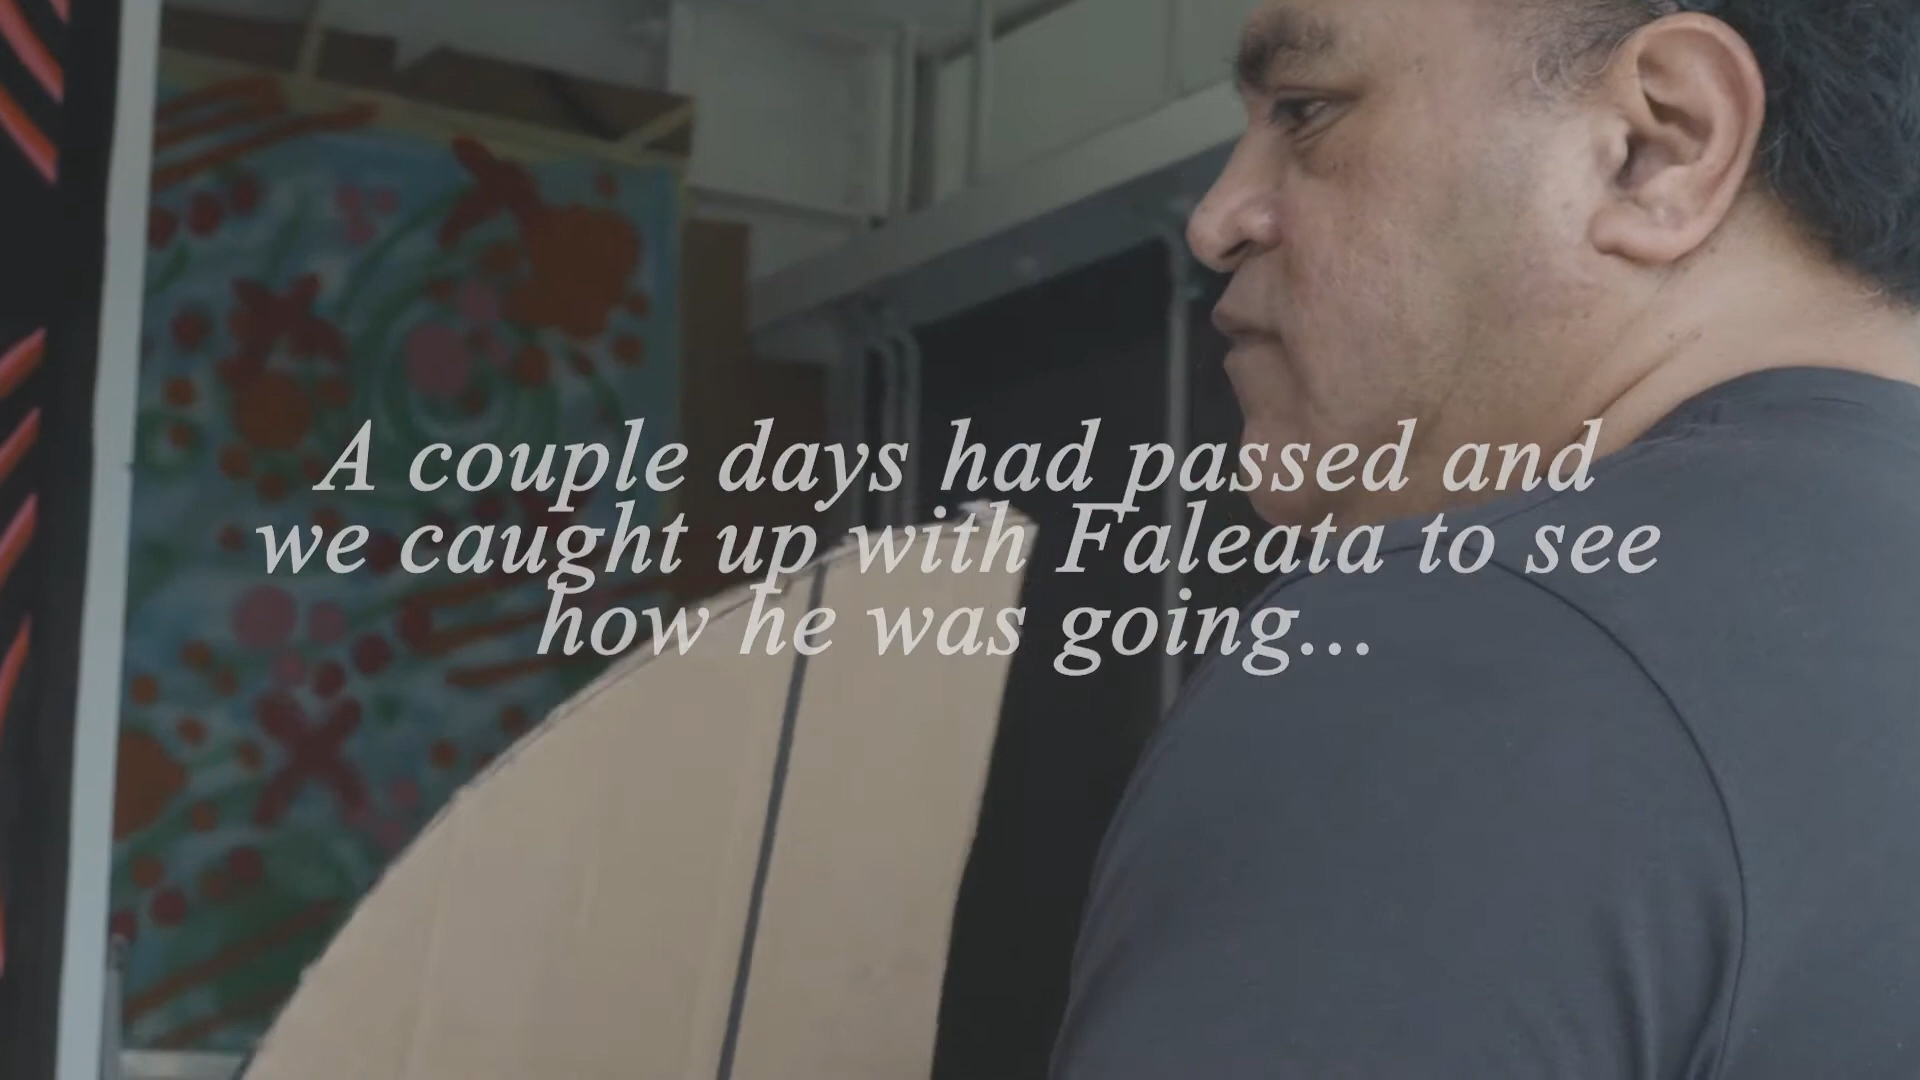 A couple days had passed and
we caught up with Faleata to see
how he was going...